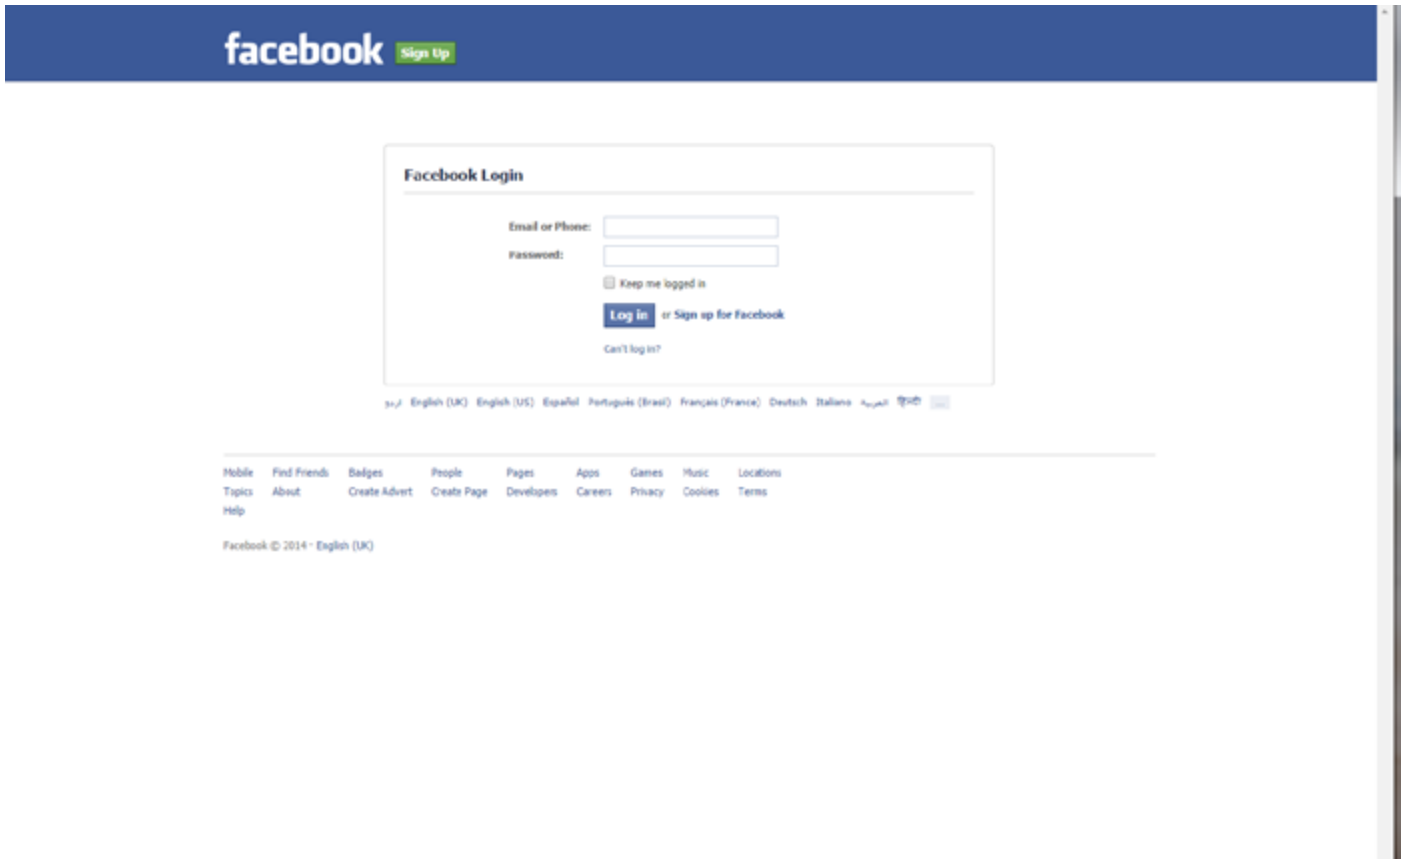 facebook Sign Up
Facebook Login
Email or Phone:
Password:
Keep me logged in
Log in or Sign up for Facebook
Can't log in?
اردو English (UK) English (US) Español Português (Brasil) Français (France) Deutsch Italiano العربية हिन्दी ...
Mobile Find Friends Badges People Pages Apps Games Music Locations
Topics About Create Advert Create Page Developers Careers Privacy Cookies Terms
Help
Facebook © 2014 · English (UK)